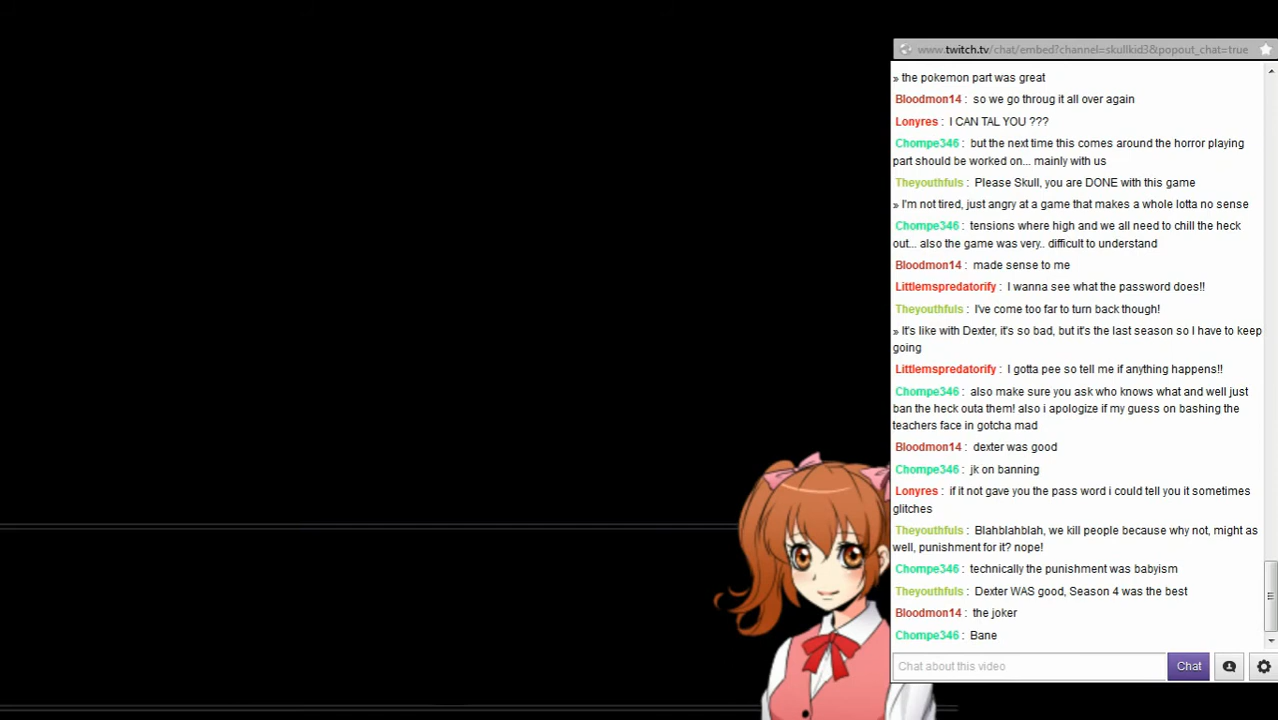 www.twitch.tv/chat/embed?channel=skullkid3&popout_chat=true
» the pokemon part was great
Bloodmon14 : so we go throug it all over again
Lonyres : I CAN TAL YOU ???
Chompe346 : but the next time this comes around the horror playing
part should be worked on... mainly with us
Theyouthfuls : Please Skull, you are DONE with this game
» I'm not tired, just angry at a game that makes a whole lotta no sense
Chompe346 : tensions where high and we all need to chill the heck
out... also the game was very.. difficult to understand
Bloodmon14 : made sense to me
Littlemspredatorify : I wanna see what the password does!!
Theyouthfuls : I've come too far to turn back though!
» It's like with Dexter, it's so bad, but it's the last season so I have to keep
going
Littlemspredatorify : I gotta pee so tell me if anything happens!!
Chompe346 : also make sure you ask who knows what and well just
ban the heck outa them! also i apologize if my guess on bashing the
teachers face in gotcha mad
Bloodmon14 : dexter was good
Chompe346 : jk on banning
Lonyres : if it not gave you the pass word i could tell you it sometimes
glitches
Theyouthfuls : Blahblahblah, we kill people because why not, might as
well, punishment for it? nope!
Chompe346 : technically the punishment was babyism
Theyouthfuls : Dexter WAS good, Season 4 was the best
Bloodmon14 : the joker
Chompe346 : Bane
Chat about this video
Chat